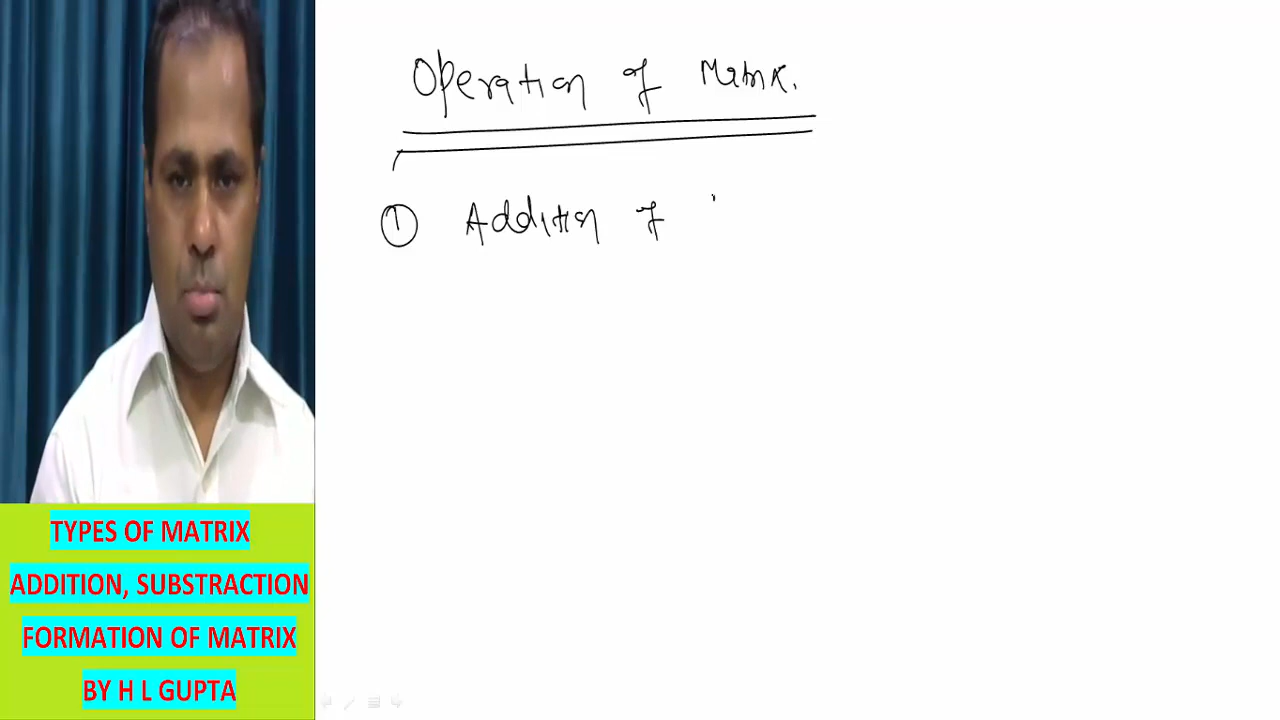 Operation of Matrix.
① Addition of
TYPES OF MATRIX
ADDITION, SUBSTRACTION
FORMATION OF MATRIX
BY H L GUPTA